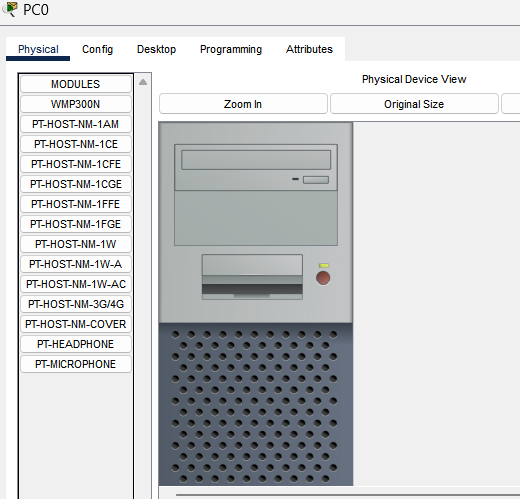 PC0
Physical Config Desktop Programming Attributes
MODULES
WMP300N
PT-HOST-NM-1AM
PT-HOST-NM-1CE
PT-HOST-NM-1CFE
PT-HOST-NM-1CGE
PT-HOST-NM-1FFE
PT-HOST-NM-1FGE
PT-HOST-NM-1W
PT-HOST-NM-1W-A
PT-HOST-NM-1W-AC
PT-HOST-NM-3G/4G
PT-HOST-NM-COVER
PT-HEADPHONE
PT-MICROPHONE
Physical Device View
Zoom In Original Size